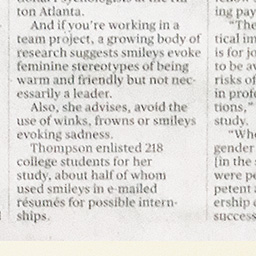 ton Atlanta.
And if you're working in a
team project, a growing body of
research suggests smileys evoke
feminine stereotypes of being
warm and friendly but not nec-
essarily a leader.
Also, she advises, avoid the
use of winks, frowns or smileys
evoking sadness.
Thompson enlisted 218
college students for her
study, about half of whom
used smileys in e-mailed
résumés for possible intern-
ships.
ing pay
"The
tical im
is for jo
to be av
risks of
in profe
tions,"
study.
"Whe
gender
[in the s
were pe
petent a
ership c
success